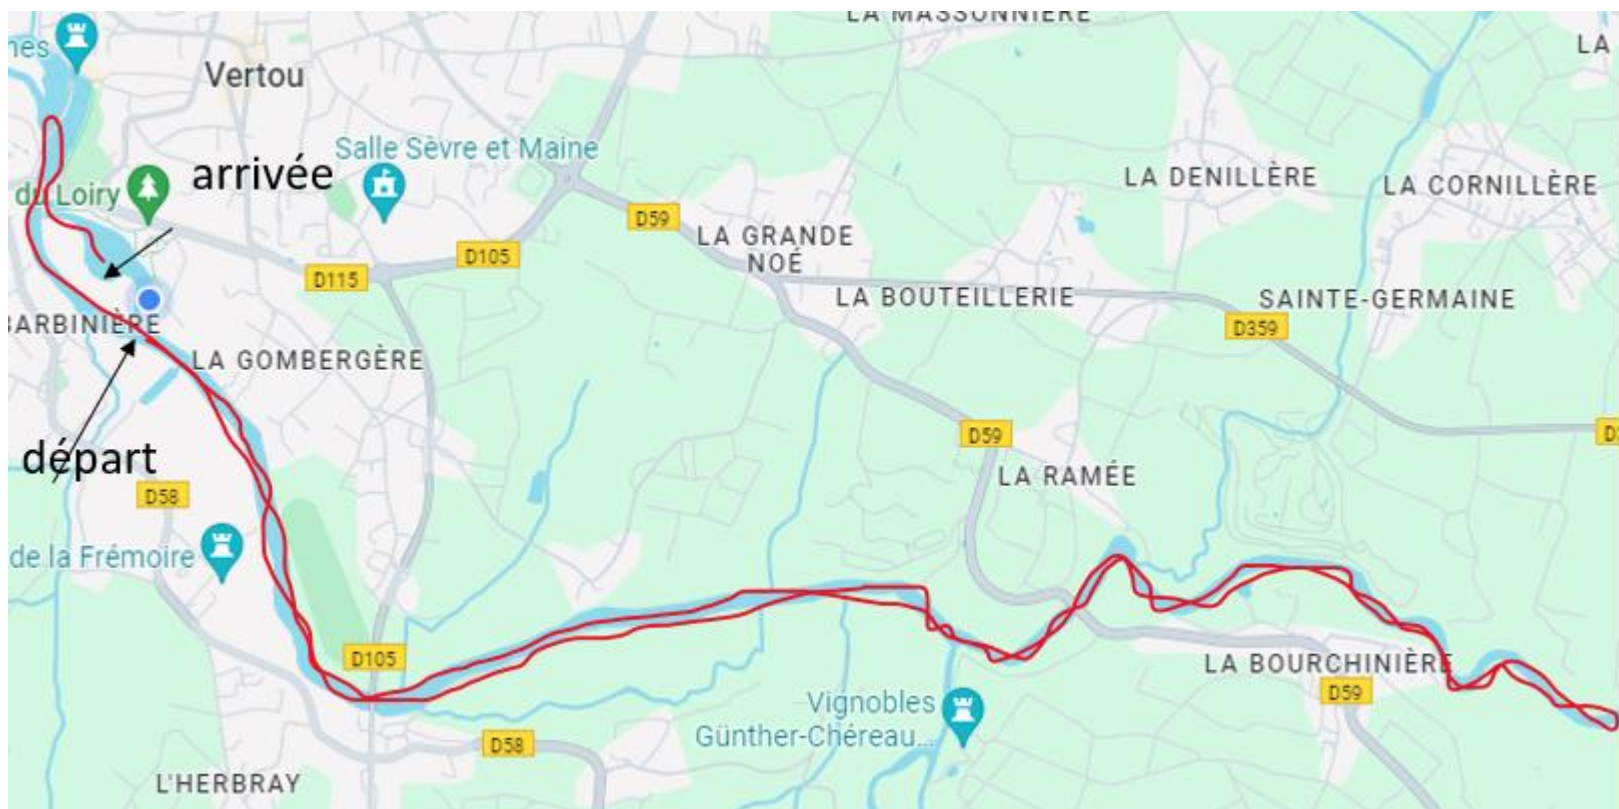 LA MASSONNIÈRE
nes
Vertou
LA
Salle Sèvre et Maine
arrivée
LA DENILLÈRE
LA CORNILLÈRE
du Loiry
D59
LA GRANDE
NOÉ
D105
D115
LA BOUTEILLERIE
SAINTE-GERMAINE
BARBINIÈRE
D359
LA GOMBERGÈRE
D59
départ
LA RAMÉE
D58
de la Frémoire
D105
LA BOURCHINIÈRE
D59
Vignobles
Günther-Chéreau...
D58
L'HERBRAY